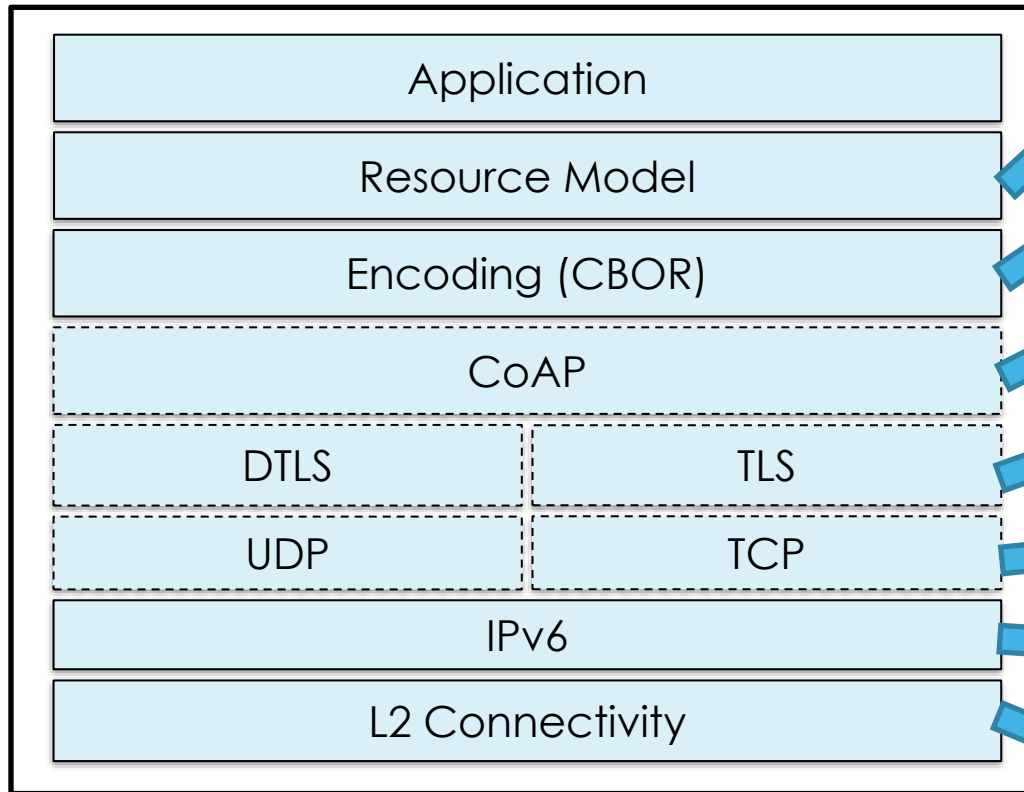 Application
Resource Model
Encoding (CBOR)
CoAP
DTLS
TLS
UDP
TCP
IPv6
L2 Connectivity